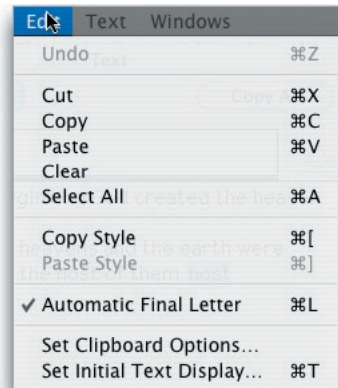 Edit Text Windows
Undo ⌘Z
Text
Cut ⌘X
Copy ⌘C
Paste ⌘V
Clear
Select All ⌘A
Copy Style ⌘[
Paste Style ⌘]
✓ Automatic Final Letter ⌘L
Set Clipboard Options...
Set Initial Text Display... ⌘T